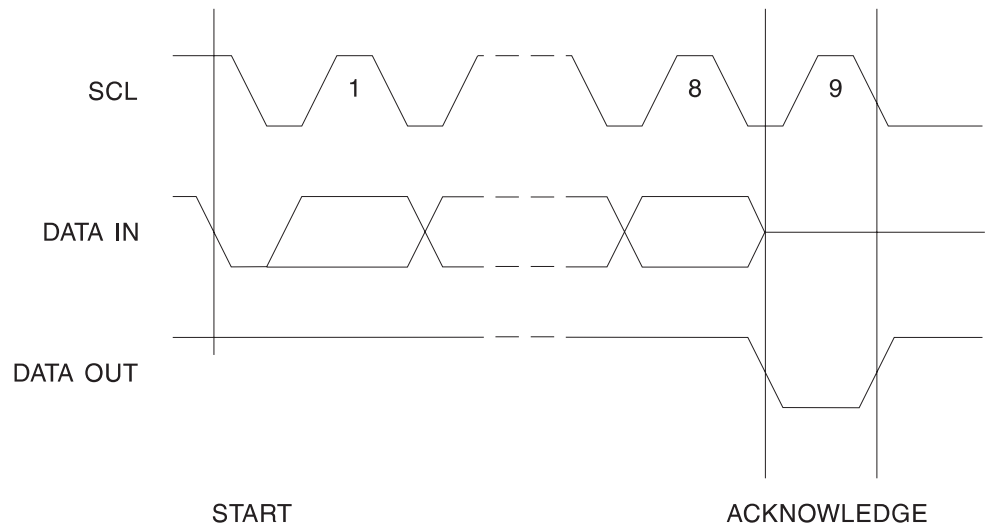 SCL
1
8
9
DATA IN
DATA OUT
START
ACKNOWLEDGE